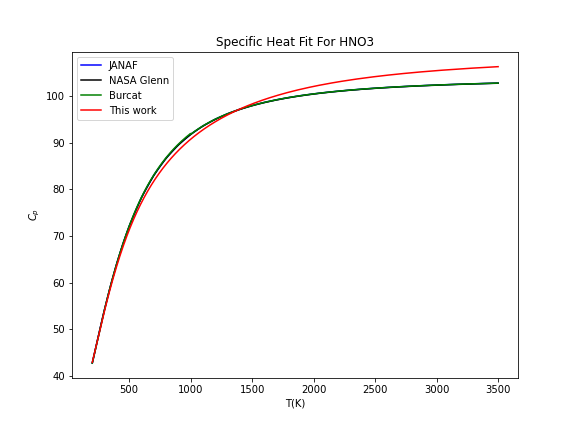 Specific Heat Fit For HNO3
JANAF
NASA Glenn
Burcat
This work
100
90
80
70
60
50
40
C_p
500
1000
1500
2000
2500
3000
3500
T(K)